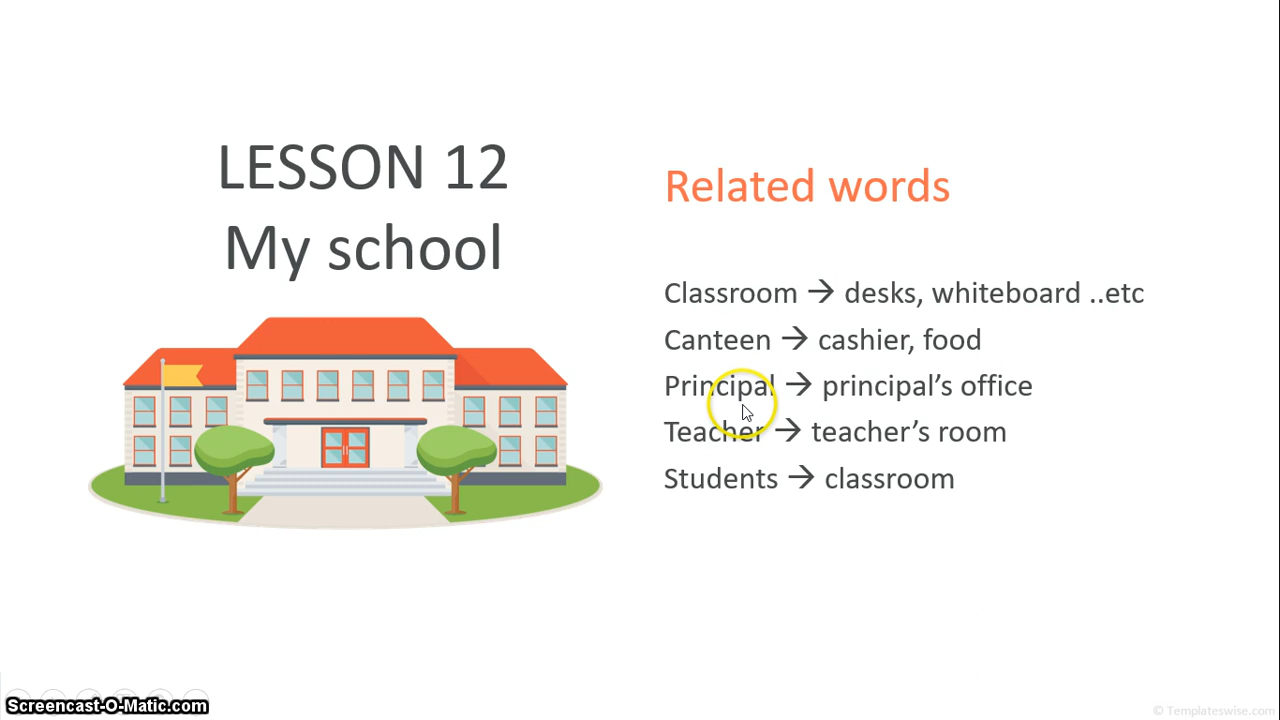 LESSON 12
My school
Related words
Classroom → desks, whiteboard ..etc
Canteen → cashier, food
Principal → principal’s office
Teacher → teacher’s room
Students → classroom
Screencast-O-Matic.com
© Templateswise.com